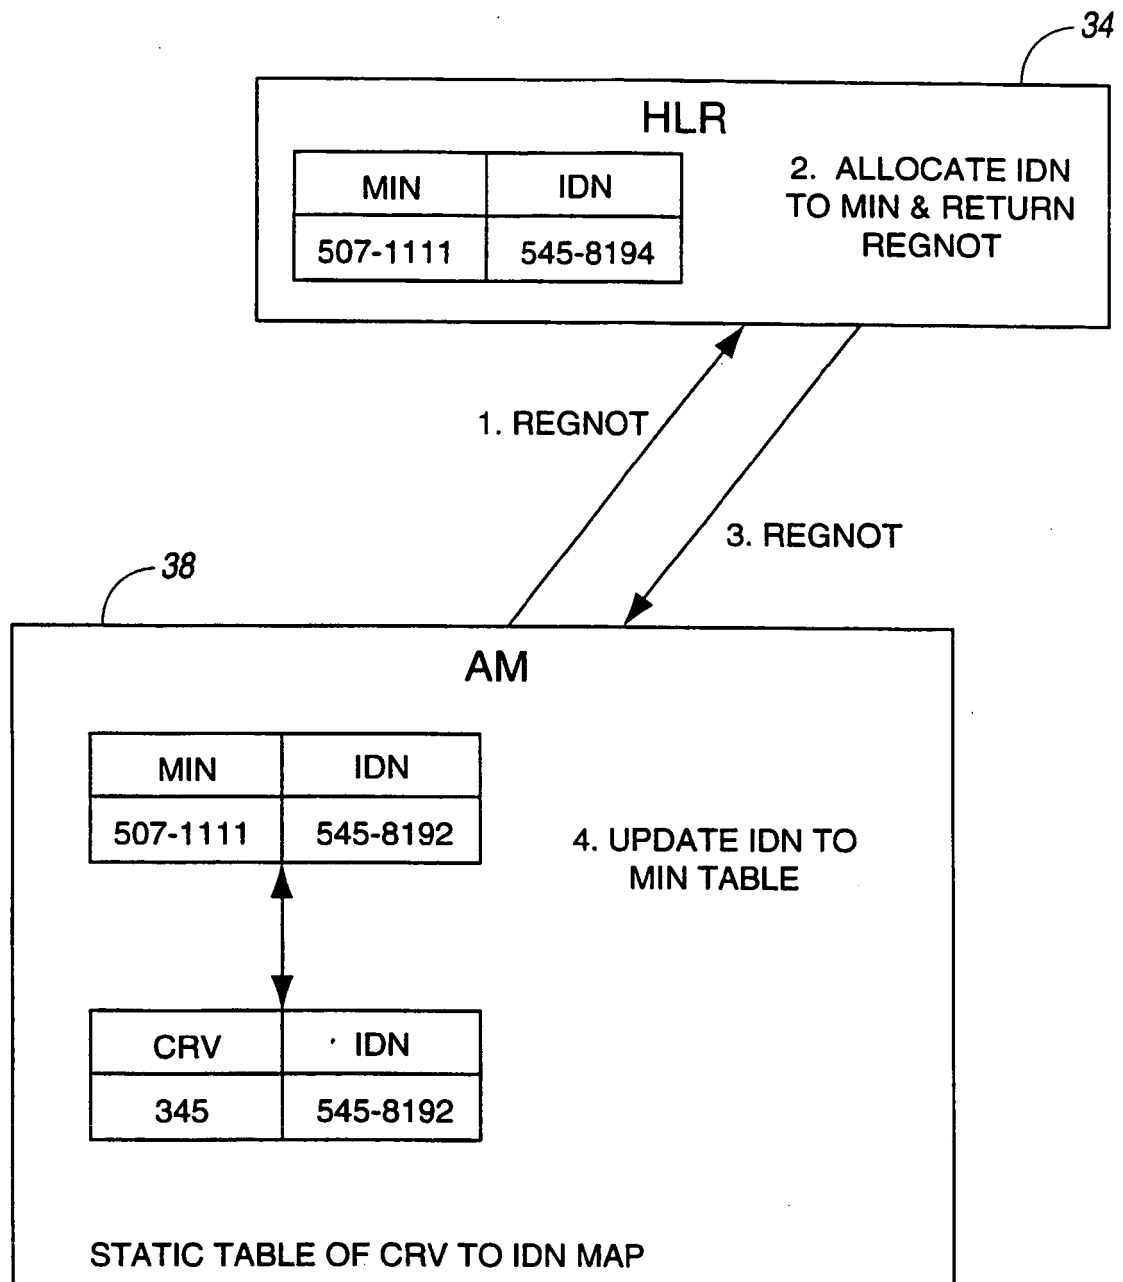 34
HLR
MIN IDN
507-1111 545-8194
2. ALLOCATE IDN
TO MIN & RETURN
REGNOT
1. REGNOT
3. REGNOT
38
AM
MIN IDN
507-1111 545-8192
4. UPDATE IDN TO
MIN TABLE
CRV IDN
345 545-8192
STATIC TABLE OF CRV TO IDN MAP